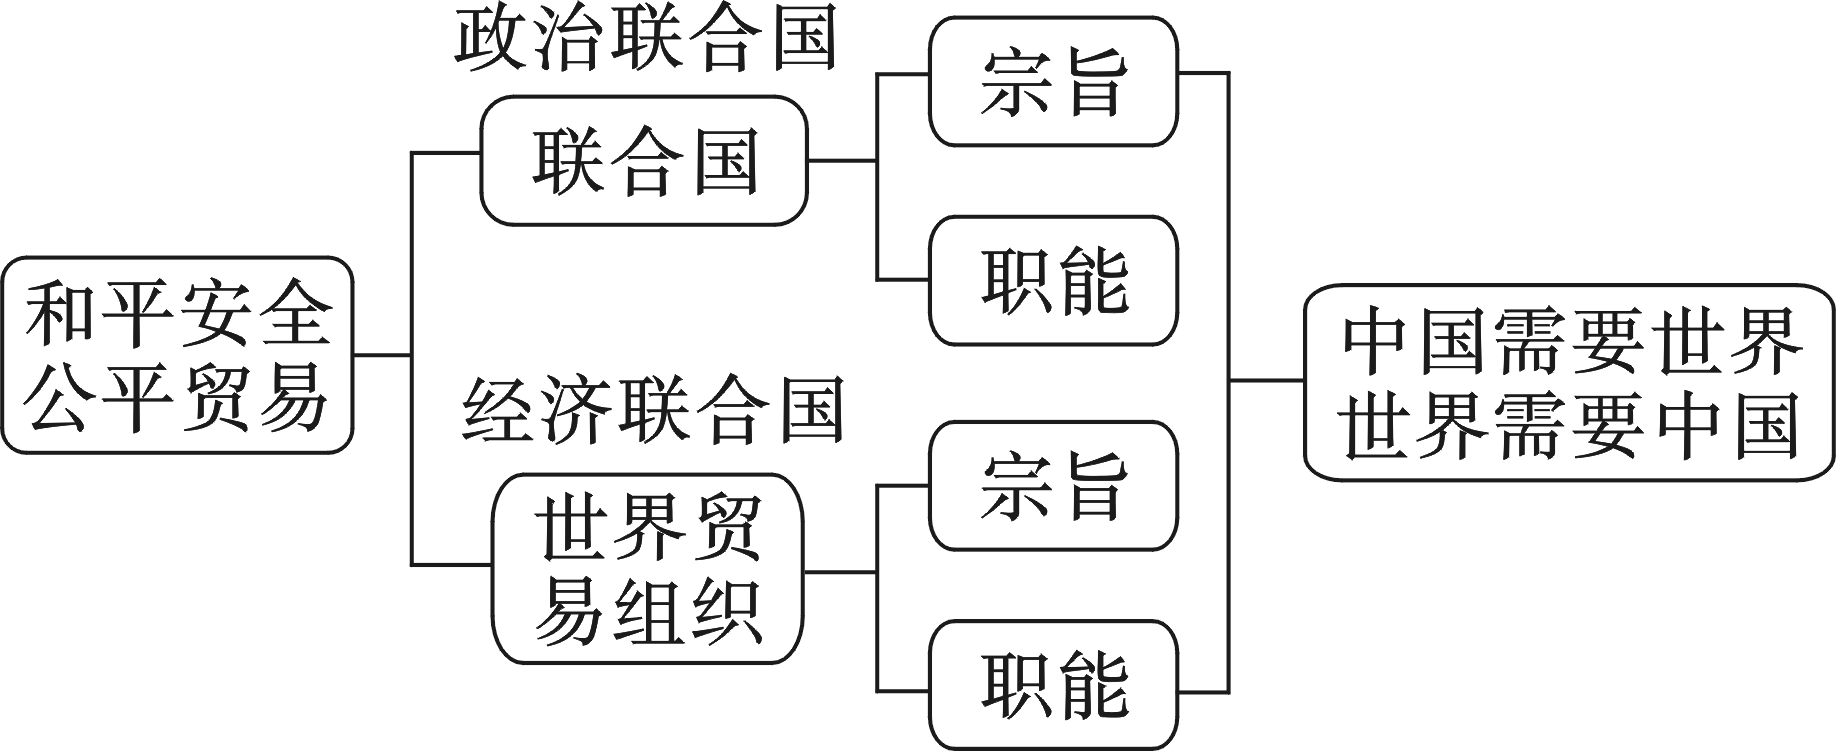 和平安全
公平贸易
政治联合国
联合国
宗旨
职能
经济联合国
世界贸
易组织
宗旨
职能
中国需要世界
世界需要中国